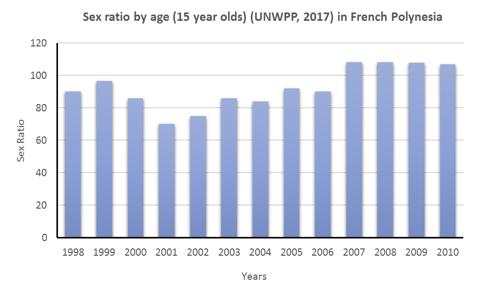 Sex ratio by age (15 year olds) (UNWPP, 2017) in French Polynesia
120
100
80
60
40
20
0
Sex Ratio
1998 1999 2000 2001 2002 2003 2004 2005 2006 2007 2008 2009 2010
Years